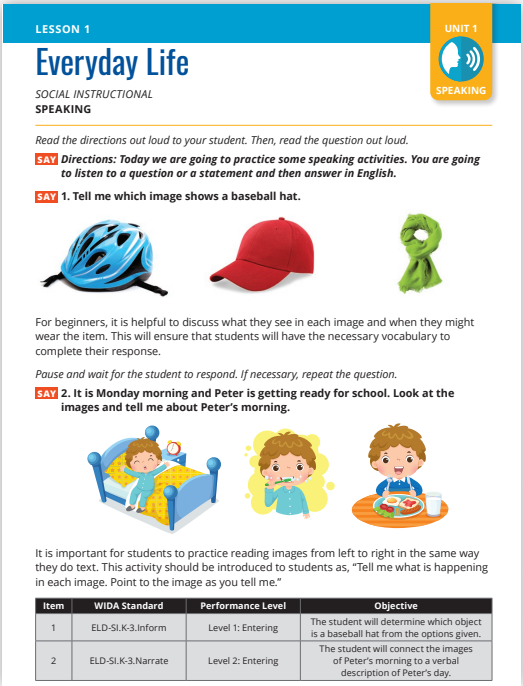 LESSON 1
UNIT 1
SPEAKING
Everyday Life
SOCIAL INSTRUCTIONAL
SPEAKING
Read the directions out loud to your student. Then, read the question out loud.
SAY Directions: Today we are going to practice some speaking activities. You are going
to listen to a question or a statement and then answer in English.
SAY 1. Tell me which image shows a baseball hat.
For beginners, it is helpful to discuss what they see in each image and when they might
wear the item. This will ensure that students will have the necessary vocabulary to
complete their response.
Pause and wait for the student to respond. If necessary, repeat the question.
SAY 2. It is Monday morning and Peter is getting ready for school. Look at the
images and tell me about Peter’s morning.
It is important for students to practice reading images from left to right in the same way
they do text. This activity should be introduced to students as, “Tell me what is happening
in each image. Point to the image as you tell me.”
Item WIDA Standard Performance Level Objective
1 ELD-SI.K-3.Inform Level 1: Entering The student will determine which object
is a baseball hat from the options given.
2 ELD-SI.K-3.Narrate Level 2: Entering The student will connect the images
of Peter’s morning to a verbal
description of Peter’s day.